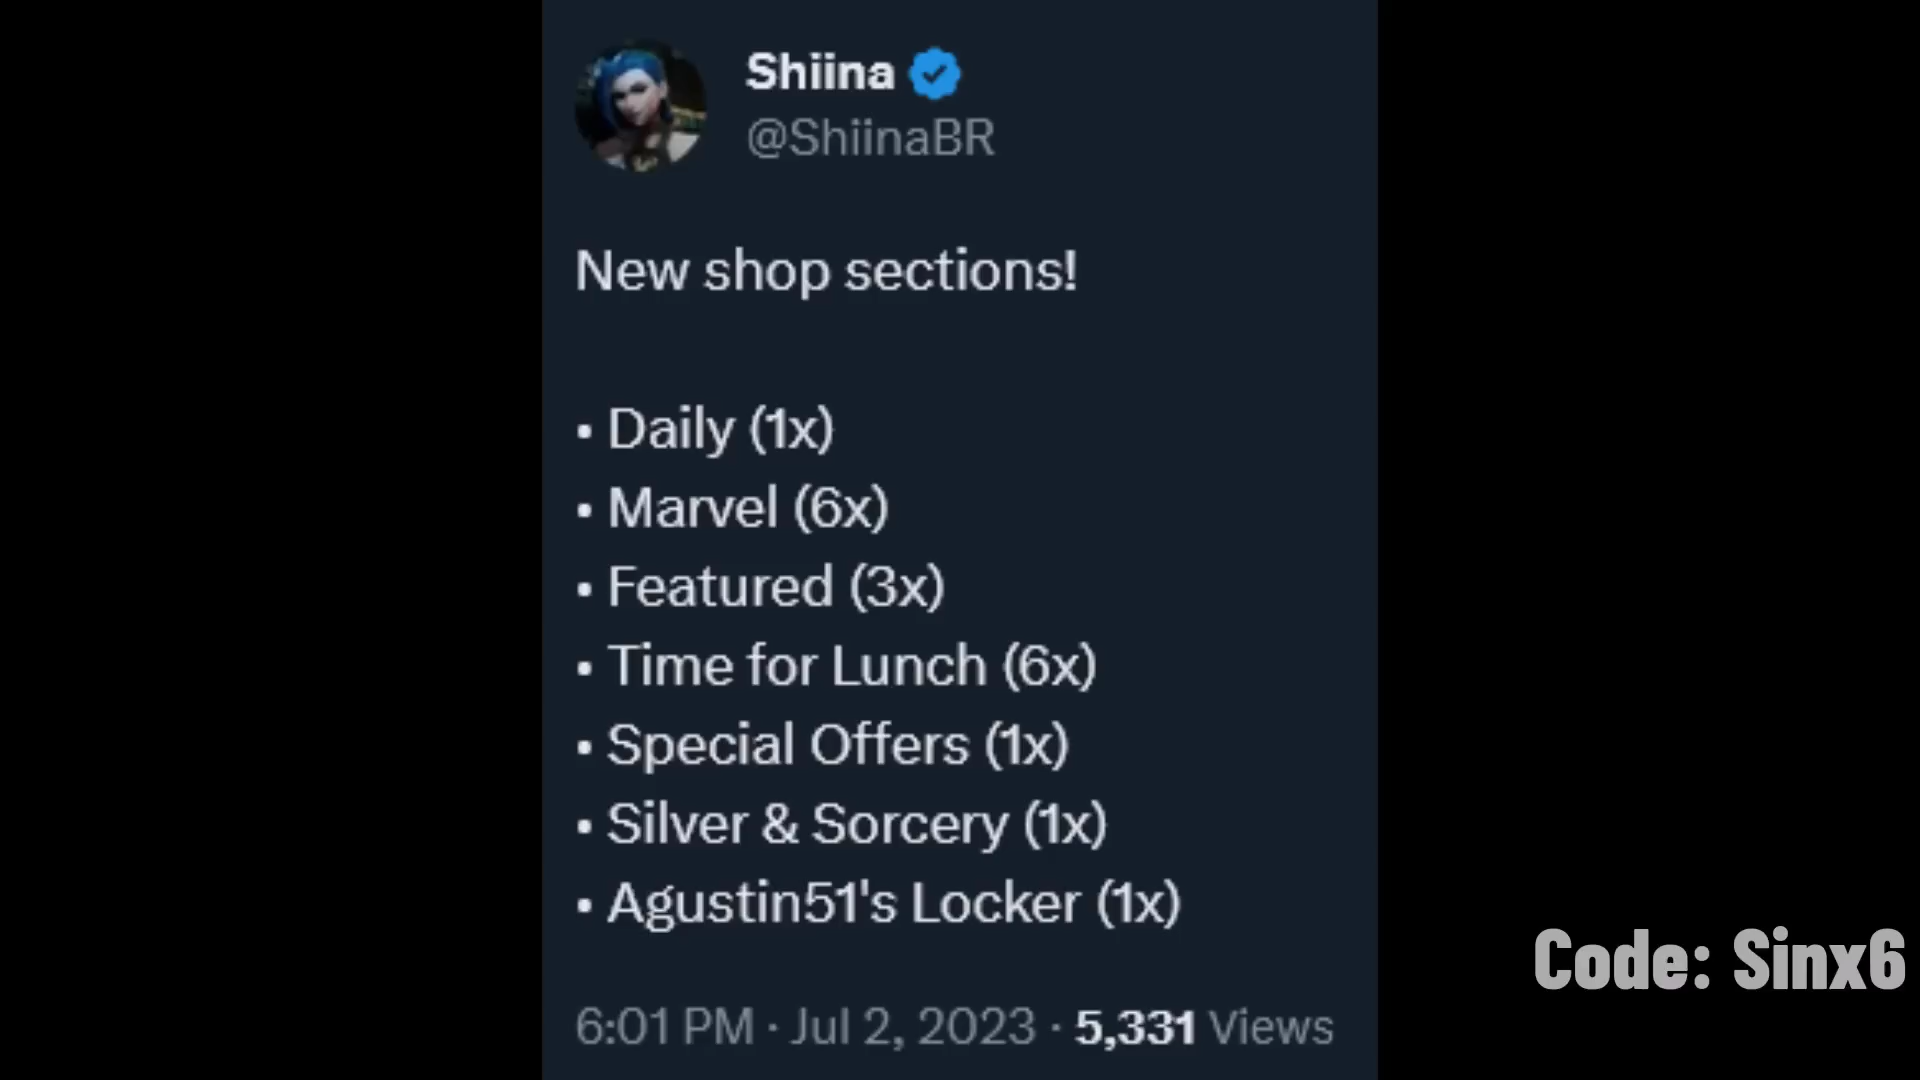 Shiina
@ShiinaBR
New shop sections!
• Daily (1x)
• Marvel (6x)
• Featured (3x)
• Time for Lunch (6x)
• Special Offers (1x)
• Silver & Sorcery (1x)
• Agustin51's Locker (1x)
Code: Sinx6
6:01 PM · Jul 2, 2023 · 5,331 Views